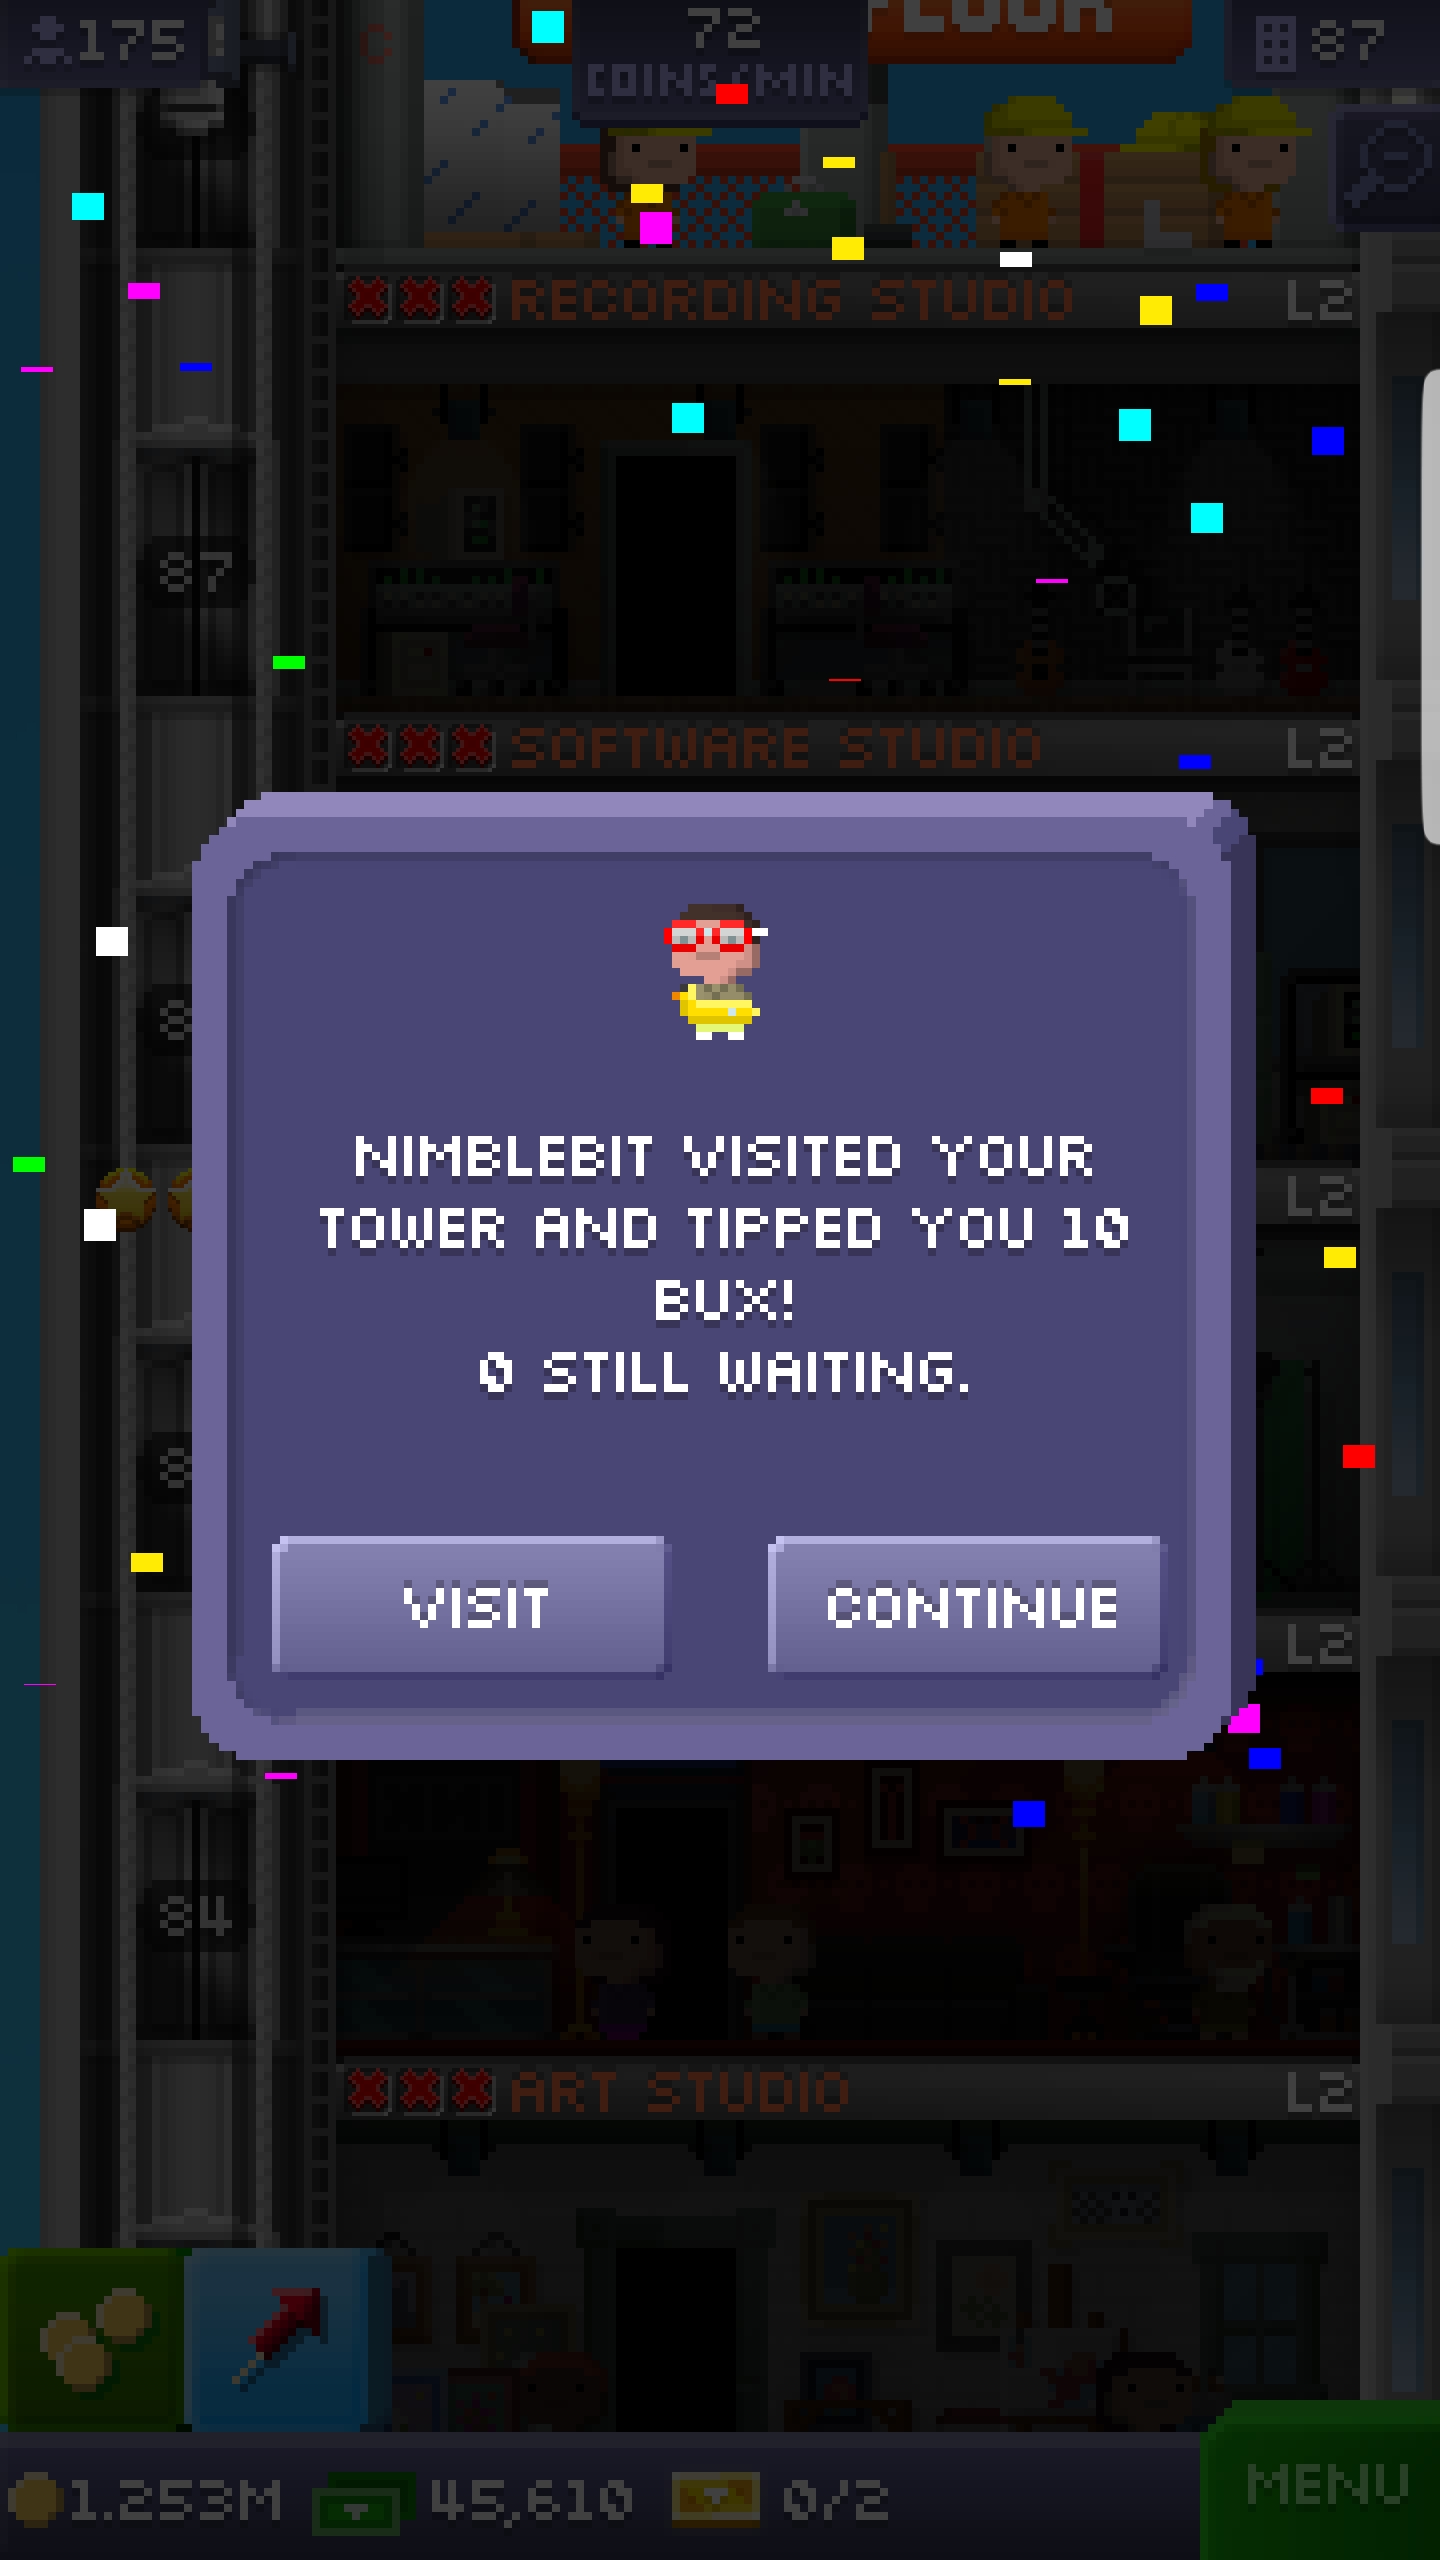 175
72
COINS/MIN
FLOOR
87
RECORDING STUDIO L2
87
SOFTWARE STUDIO L2
NIMBLEBIT VISITED YOUR
TOWER AND TIPPED YOU 10
BUX!
0 STILL WAITING.
L2
VISIT
CONTINUE
L2
84
ART STUDIO L2
1.253M
45,610
0/2
MENU